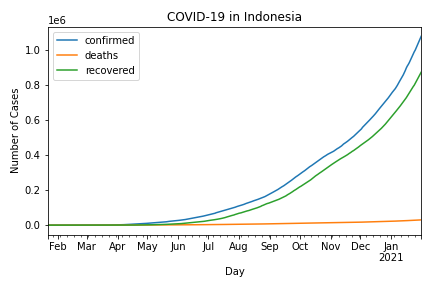 COVID-19 in Indonesia
1e6
confirmed
deaths
recovered
1.0
0.8
0.6
0.4
0.2
0.0
Number of Cases
Feb Mar Apr May Jun Jul Aug Sep Oct Nov Dec Jan
2021
Day